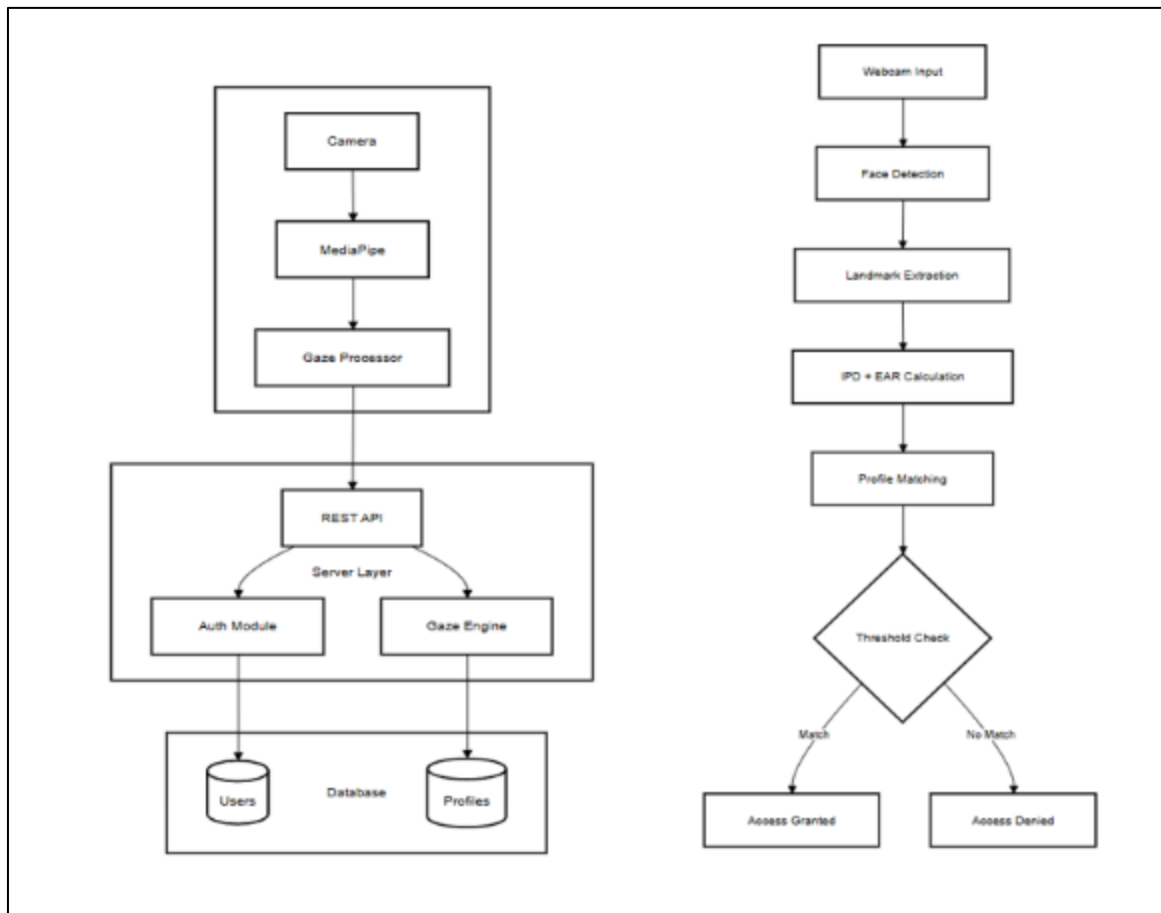 Camera
MediaPipe
Gaze Processor
REST API
Server Layer
Auth Module
Gaze Engine
Users
Database
Profiles
Webcam Input
Face Detection
Landmark Extraction
IPD + EAR Calculation
Profile Matching
Threshold Check
Match
No Match
Access Granted
Access Denied